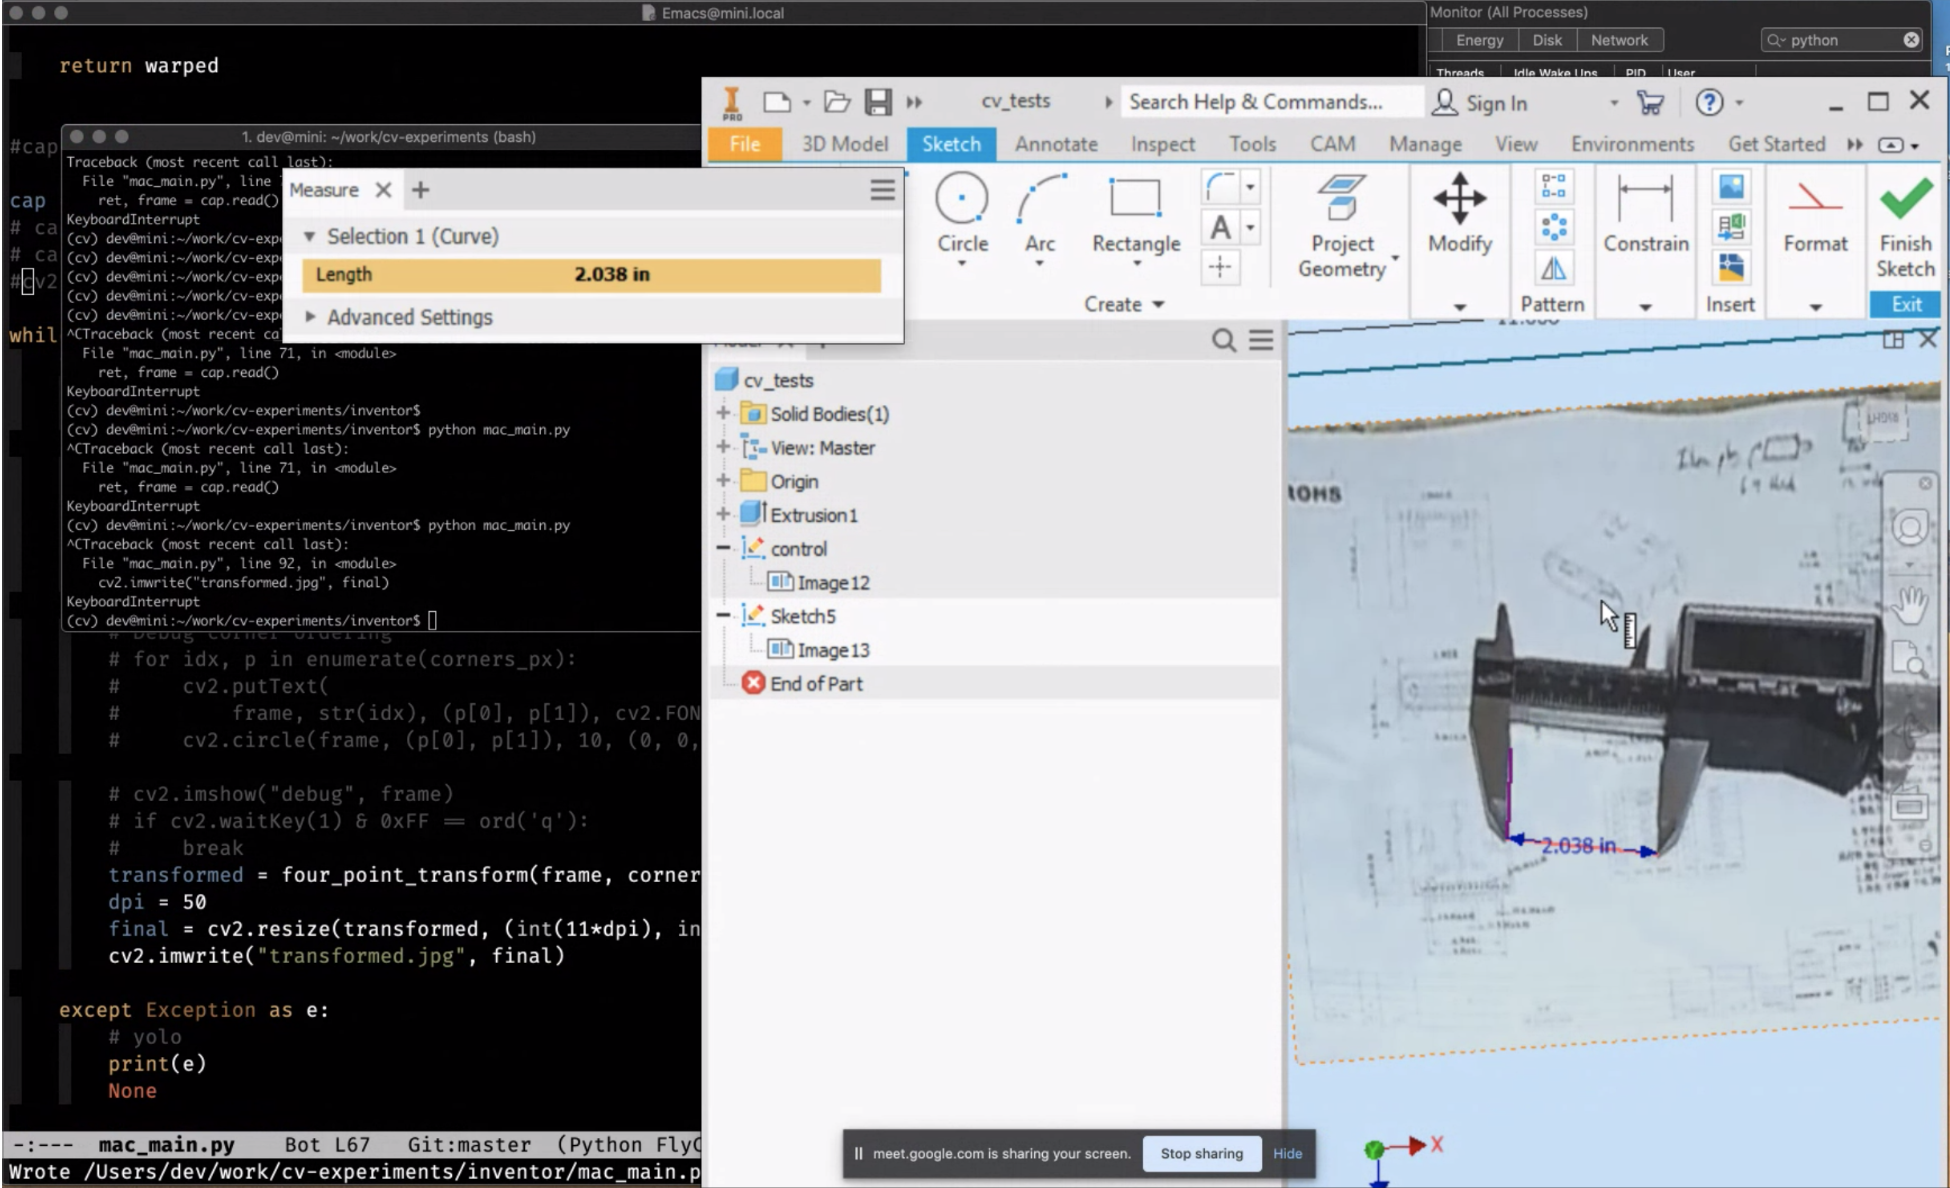 Emacs@mini.local
return warped
#cap
cap
# ca
# ca
#cv2
whil
1. dev@mini: ~/work/cv-experiments (bash)
Traceback (most recent call last):
File "mac_main.py", line
ret, frame = cap.read()
KeyboardInterrupt
(cv) dev@mini:~/work/cv-expe
(cv) dev@mini:~/work/cv-expe
(cv) dev@mini:~/work/cv-expe
(cv) dev@mini:~/work/cv-expe
(cv) dev@mini:~/work/cv-expe
^CTraceback (most recent ca
File "mac_main.py", line 71, in <module>
ret, frame = cap.read()
KeyboardInterrupt
(cv) dev@mini:~/work/cv-experiments/inventor$
(cv) dev@mini:~/work/cv-experiments/inventor$ python mac_main.py
^CTraceback (most recent call last):
File "mac_main.py", line 71, in <module>
ret, frame = cap.read()
KeyboardInterrupt
(cv) dev@mini:~/work/cv-experiments/inventor$ python mac_main.py
^CTraceback (most recent call last):
File "mac_main.py", line 92, in <module>
cv2.imwrite("transformed.jpg", final)
KeyboardInterrupt
(cv) dev@mini:~/work/cv-experiments/inventor$
# Debug corner ordering
# for idx, p in enumerate(corners_px):
# cv2.putText(
# frame, str(idx), (p[0], p[1]), cv2.FON
# cv2.circle(frame, (p[0], p[1]), 10, (0, 0,
# cv2.imshow("debug", frame)
# if cv2.waitKey(1) & 0xFF == ord('q'):
# break
transformed = four_point_transform(frame, corner
dpi = 50
final = cv2.resize(transformed, (int(11*dpi), in
cv2.imwrite("transformed.jpg", final)
except Exception as e:
# yolo
print(e)
None
-:--- mac_main.py Bot L67 Git:master (Python FlyC
Wrote /Users/dev/work/cv-experiments/inventor/mac_main.p
Measure
Selection 1 (Curve)
Length 2.038 in
Advanced Settings
Monitor (All Processes)
Energy Disk Network python
Threads Idle Wake Ups PID User
PRO cv_tests Search Help & Commands... Sign In
File 3D Model Sketch Annotate Inspect Tools CAM Manage View Environments Get Started
Circle Arc Rectangle A Project Geometry Modify Constrain Format Finish Sketch
Create Pattern Insert Exit
cv_tests
Solid Bodies(1)
View: Master
Origin
Extrusion1
control
Image12
Sketch5
Image13
End of Part
RIGHT
2.038 in
X
meet.google.com is sharing your screen. Stop sharing Hide